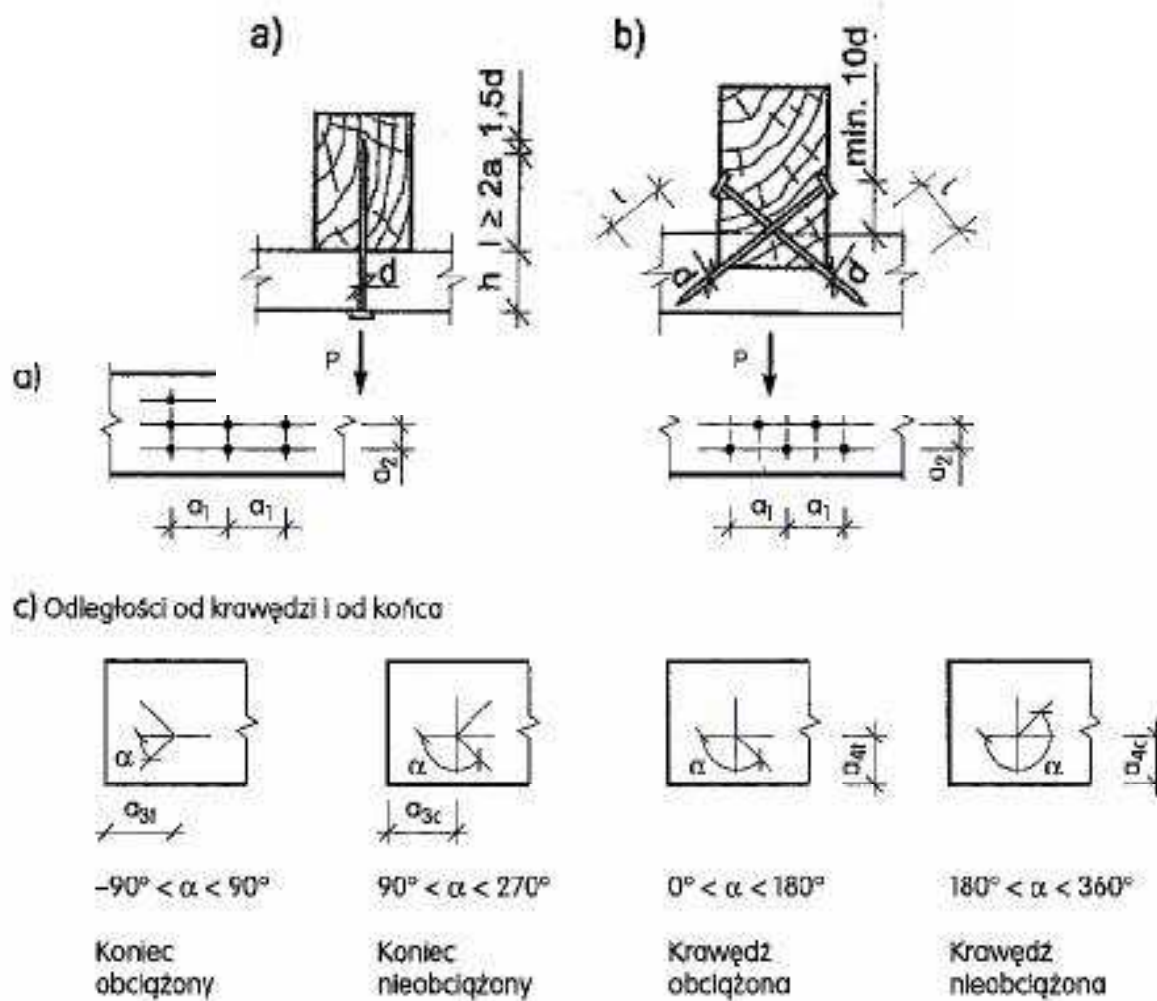 a)
b)
1,5d
l ≥ 2a
h
d
P
min. 10d
l
l
d
d
P
a)
a₂
a₁ a₁
a₂
a₁ a₁
c) Odległości od krawędzi i od końca
α
a₃t
α
a₃c
α
a₄t
α
a₄c
–90° < α < 90°
90° < α < 270°
0° < α < 180°
180° < α < 360°
Koniec
obciążony
Koniec
nieobciążony
Krawędź
obciążona
Krawędź
nieobciążona